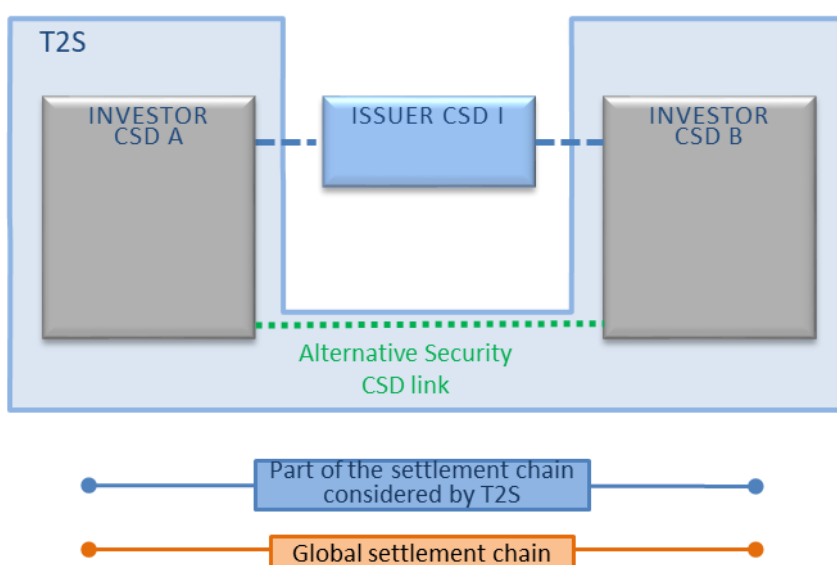 T2S
INVESTOR
CSD A
ISSUER CSD I
INVESTOR
CSD B
Alternative Security
CSD link
Part of the settlement chain
considered by T2S
Global settlement chain